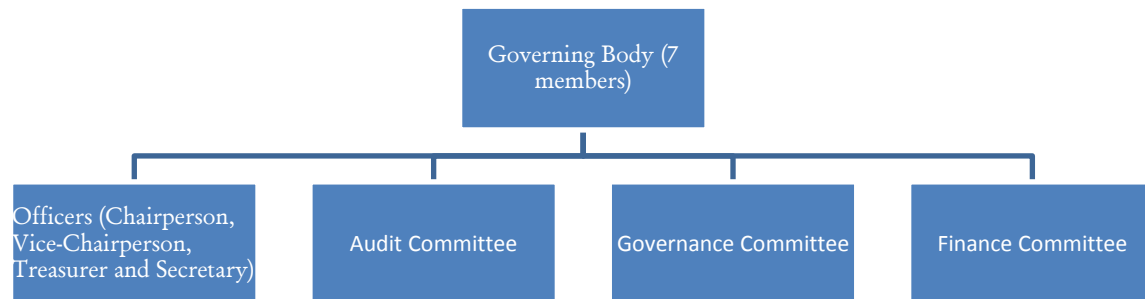 Governing Body (7
members)
Officers (Chairperson,
Vice-Chairperson,
Treasurer and Secretary)
Audit Committee
Governance Committee
Finance Committee